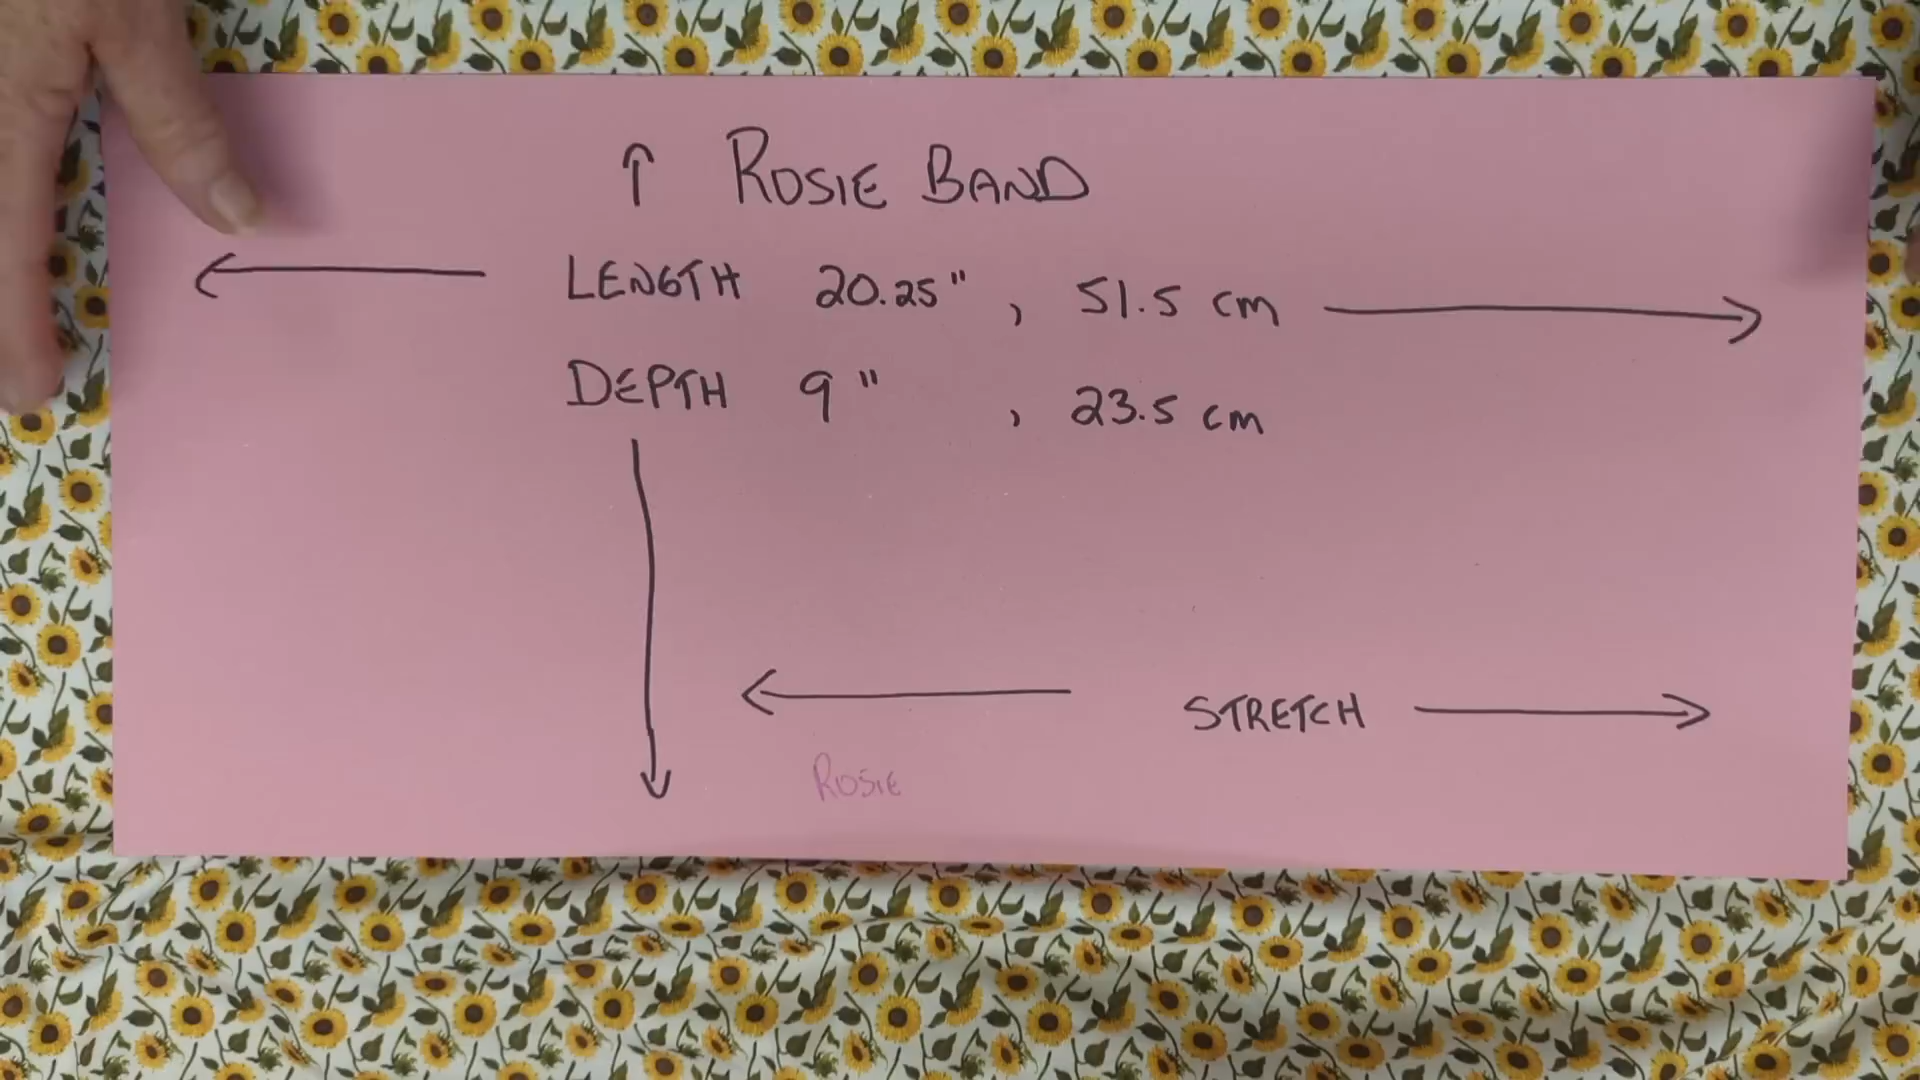 ↑ ROSIE BAND
LENGTH 20.25" , 51.5 cm
DEPTH 9" , 23.5 cm
STRETCH
ROSIE